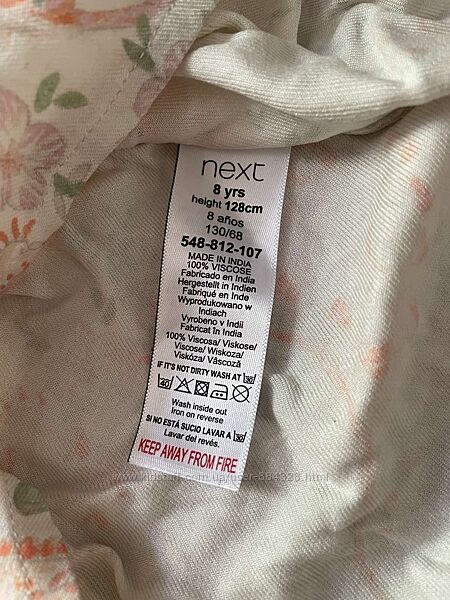 next
8 yrs
height 128cm
8 años
130/68
548-812-107
MADE IN INDIA
100% VISCOSE
Fabricado en India
Hergestellt in Indien
Fabriqué en Inde
Wyprodukowano w
Indiach
Vyrobeno v Indii
Fabricat în India
100% Viscosa/ Viskose/
Viscose/ Wiskoza/
Viskóza/ Vâscoză
IF IT'S NOT DIRTY WASH AT 30
40
Wash inside out
Iron on reverse
SI NO ESTÁ SUCIO LAVAR A 30
Lavar del revés.
KEEP AWAY FROM FIRE